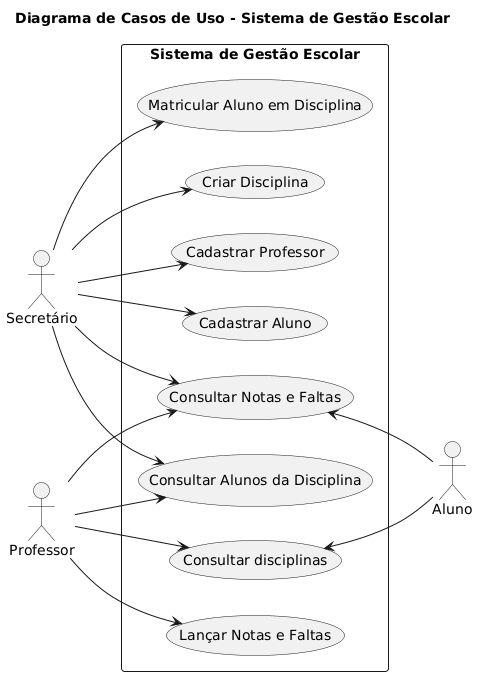 Diagrama de Casos de Uso - Sistema de Gestão Escolar
Sistema de Gestão Escolar
Matricular Aluno em Disciplina
Criar Disciplina
Cadastrar Professor
Secretário
Cadastrar Aluno
Consultar Notas e Faltas
Consultar Alunos da Disciplina
Aluno
Professor
Consultar disciplinas
Lançar Notas e Faltas